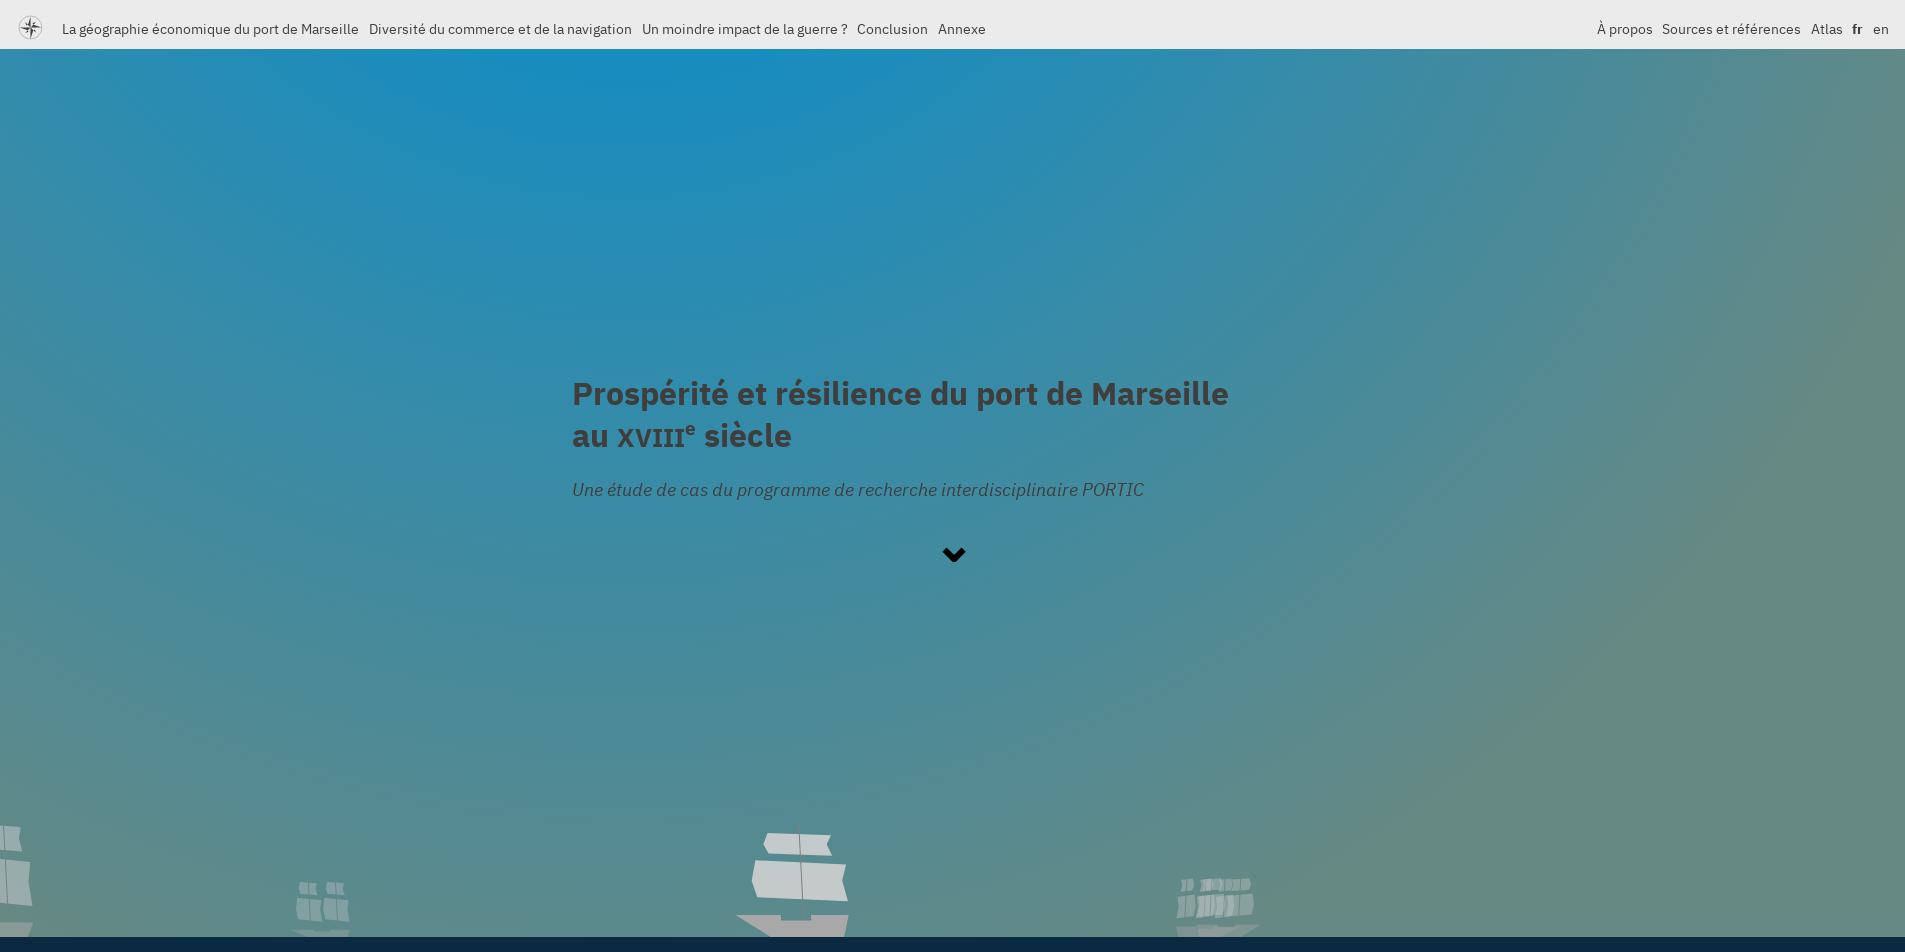 La géographie économique du port de Marseille Diversité du commerce et de la navigation Un moindre impact de la guerre ? Conclusion Annexe À propos Sources et références Atlas fr en
Prospérité et résilience du port de Marseille
au XVIIIe siècle
Une étude de cas du programme de recherche interdisciplinaire PORTIC